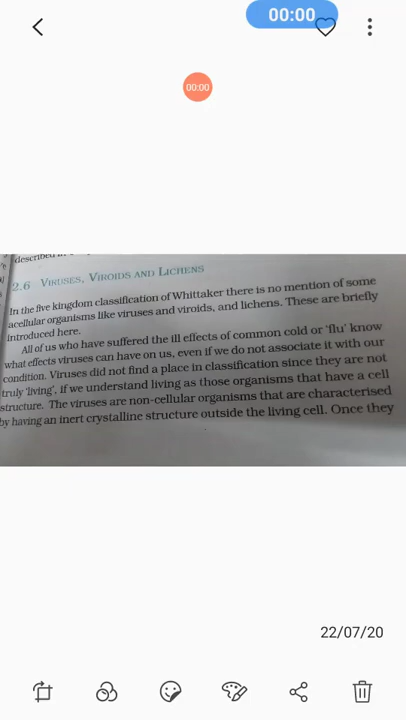 00:00
00:00
described
2.6 VIRUSES, VIROIDS AND LICHENS
In the five kingdom classification of Whittaker there is no mention of some
acellular organisms like viruses and viroids, and lichens. These are briefly
introduced here.
All of us who have suffered the ill effects of common cold or 'flu' know
what effects viruses can have on us, even if we do not associate it with our
condition. Viruses did not find a place in classification since they are not
truly 'living', if we understand living as those organisms that have a cell
structure. The viruses are non-cellular organisms that are characterised
by having an inert crystalline structure outside the living cell. Once they
22/07/20